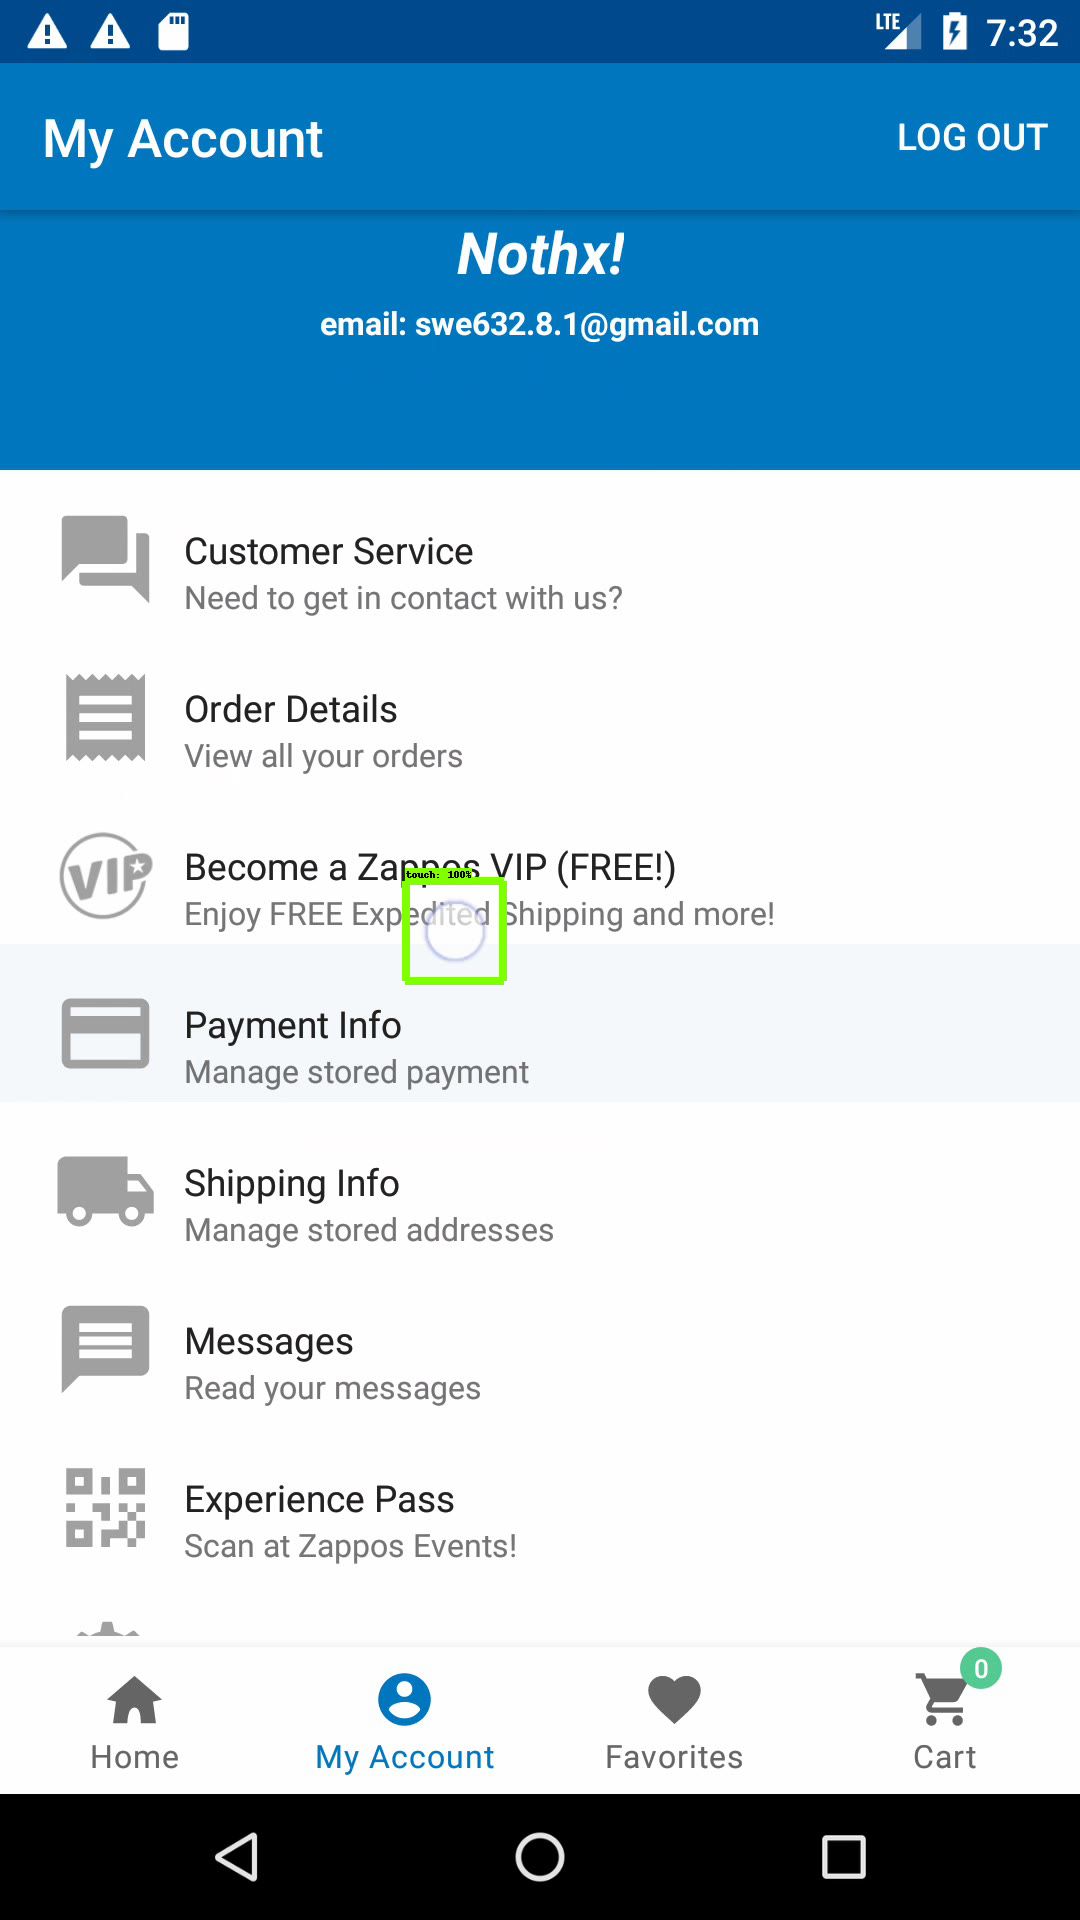 LTE 7:32
My Account LOG OUT
Nothx!
email: swe632.8.1@gmail.com
Customer Service
Need to get in contact with us?
Order Details
View all your orders
VIP
Become a Zappos VIP (FREE!)
touch: 100%
Enjoy FREE Expedited Shipping and more!
Payment Info
Manage stored payment
Shipping Info
Manage stored addresses
Messages
Read your messages
Experience Pass
Scan at Zappos Events!
0
Home My Account Favorites Cart